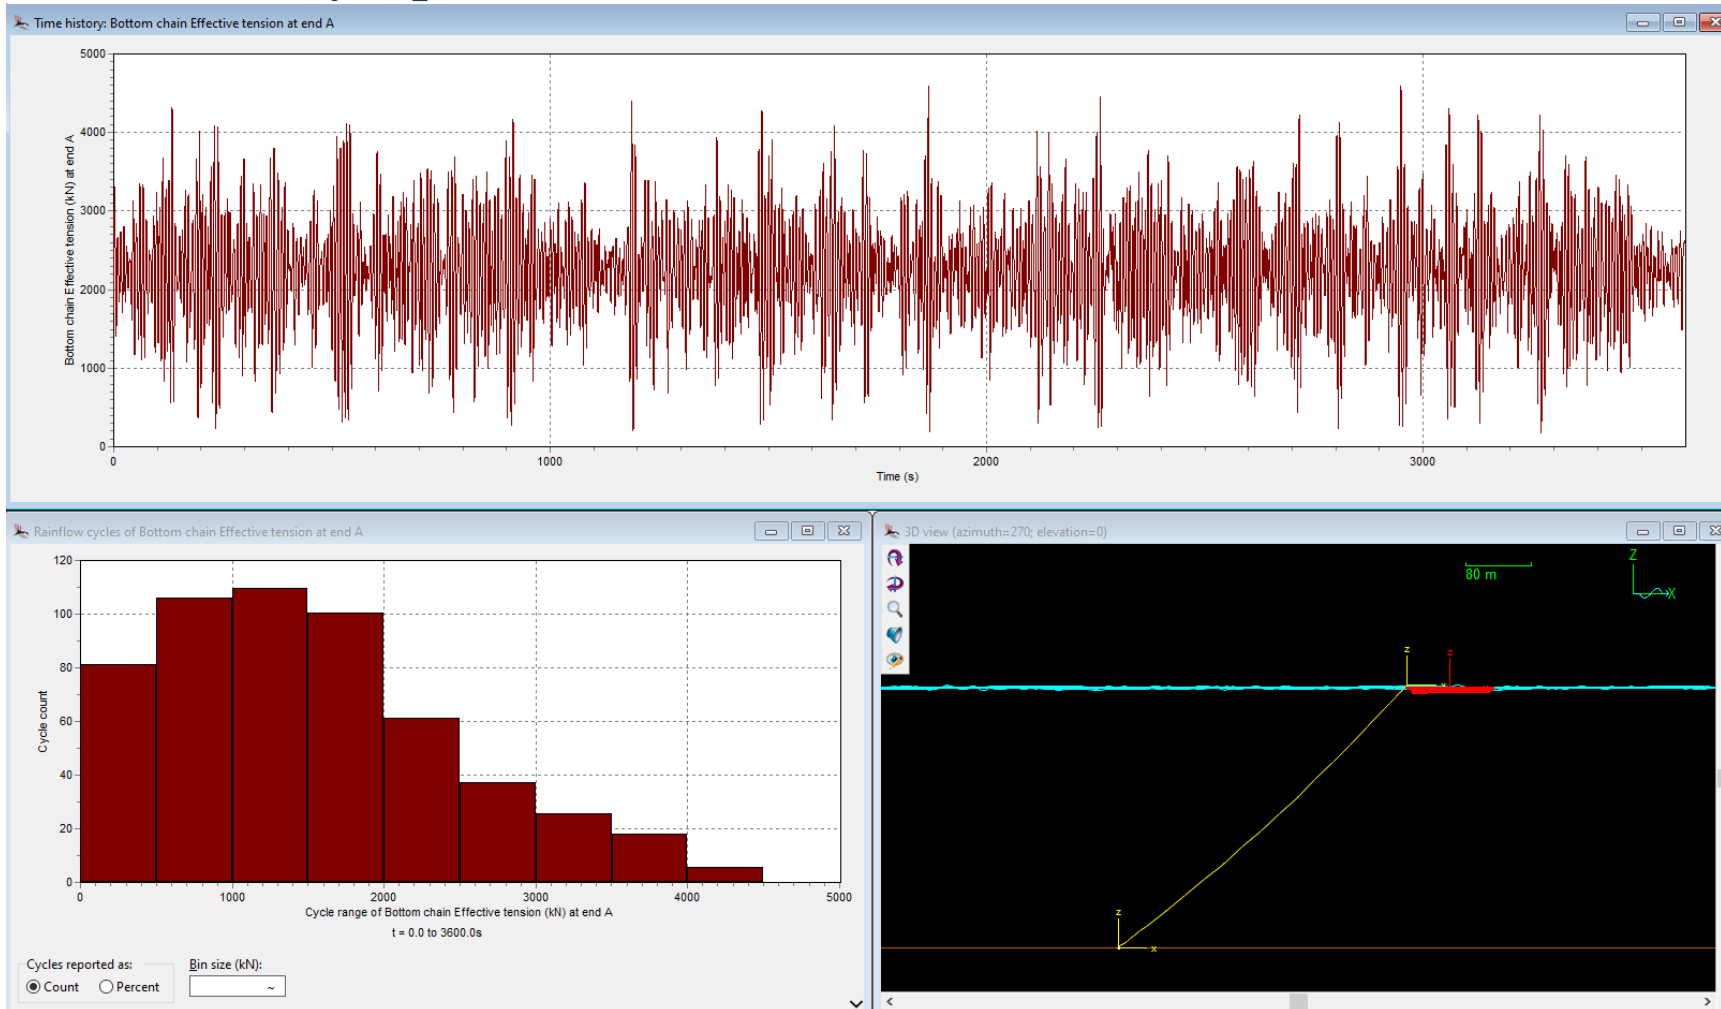 Time history: Bottom chain Effective tension at end A
5000
4000
3000
2000
1000
0
Bottom chain Effective tension (kN) at end A
0
1000
2000
3000
Time (s)
Rainflow cycles of Bottom chain Effective tension at end A
120
100
80
60
40
20
0
Cycle count
0
1000
2000
3000
4000
5000
Cycle range of Bottom chain Effective tension (kN) at end A
t = 0.0 to 3600.0s
Cycles reported as:
Count
Percent
Bin size (kN):
~
3D view (azimuth=270; elevation=0)
80 m
Z
X
z
z
x
z
x